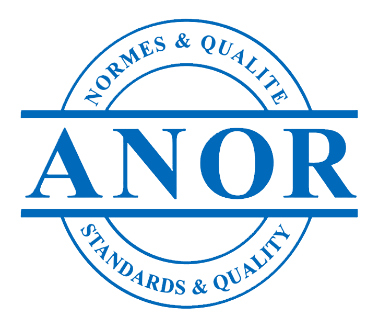 NORMES & QUALITE
ANOR
STANDARDS & QUALITY